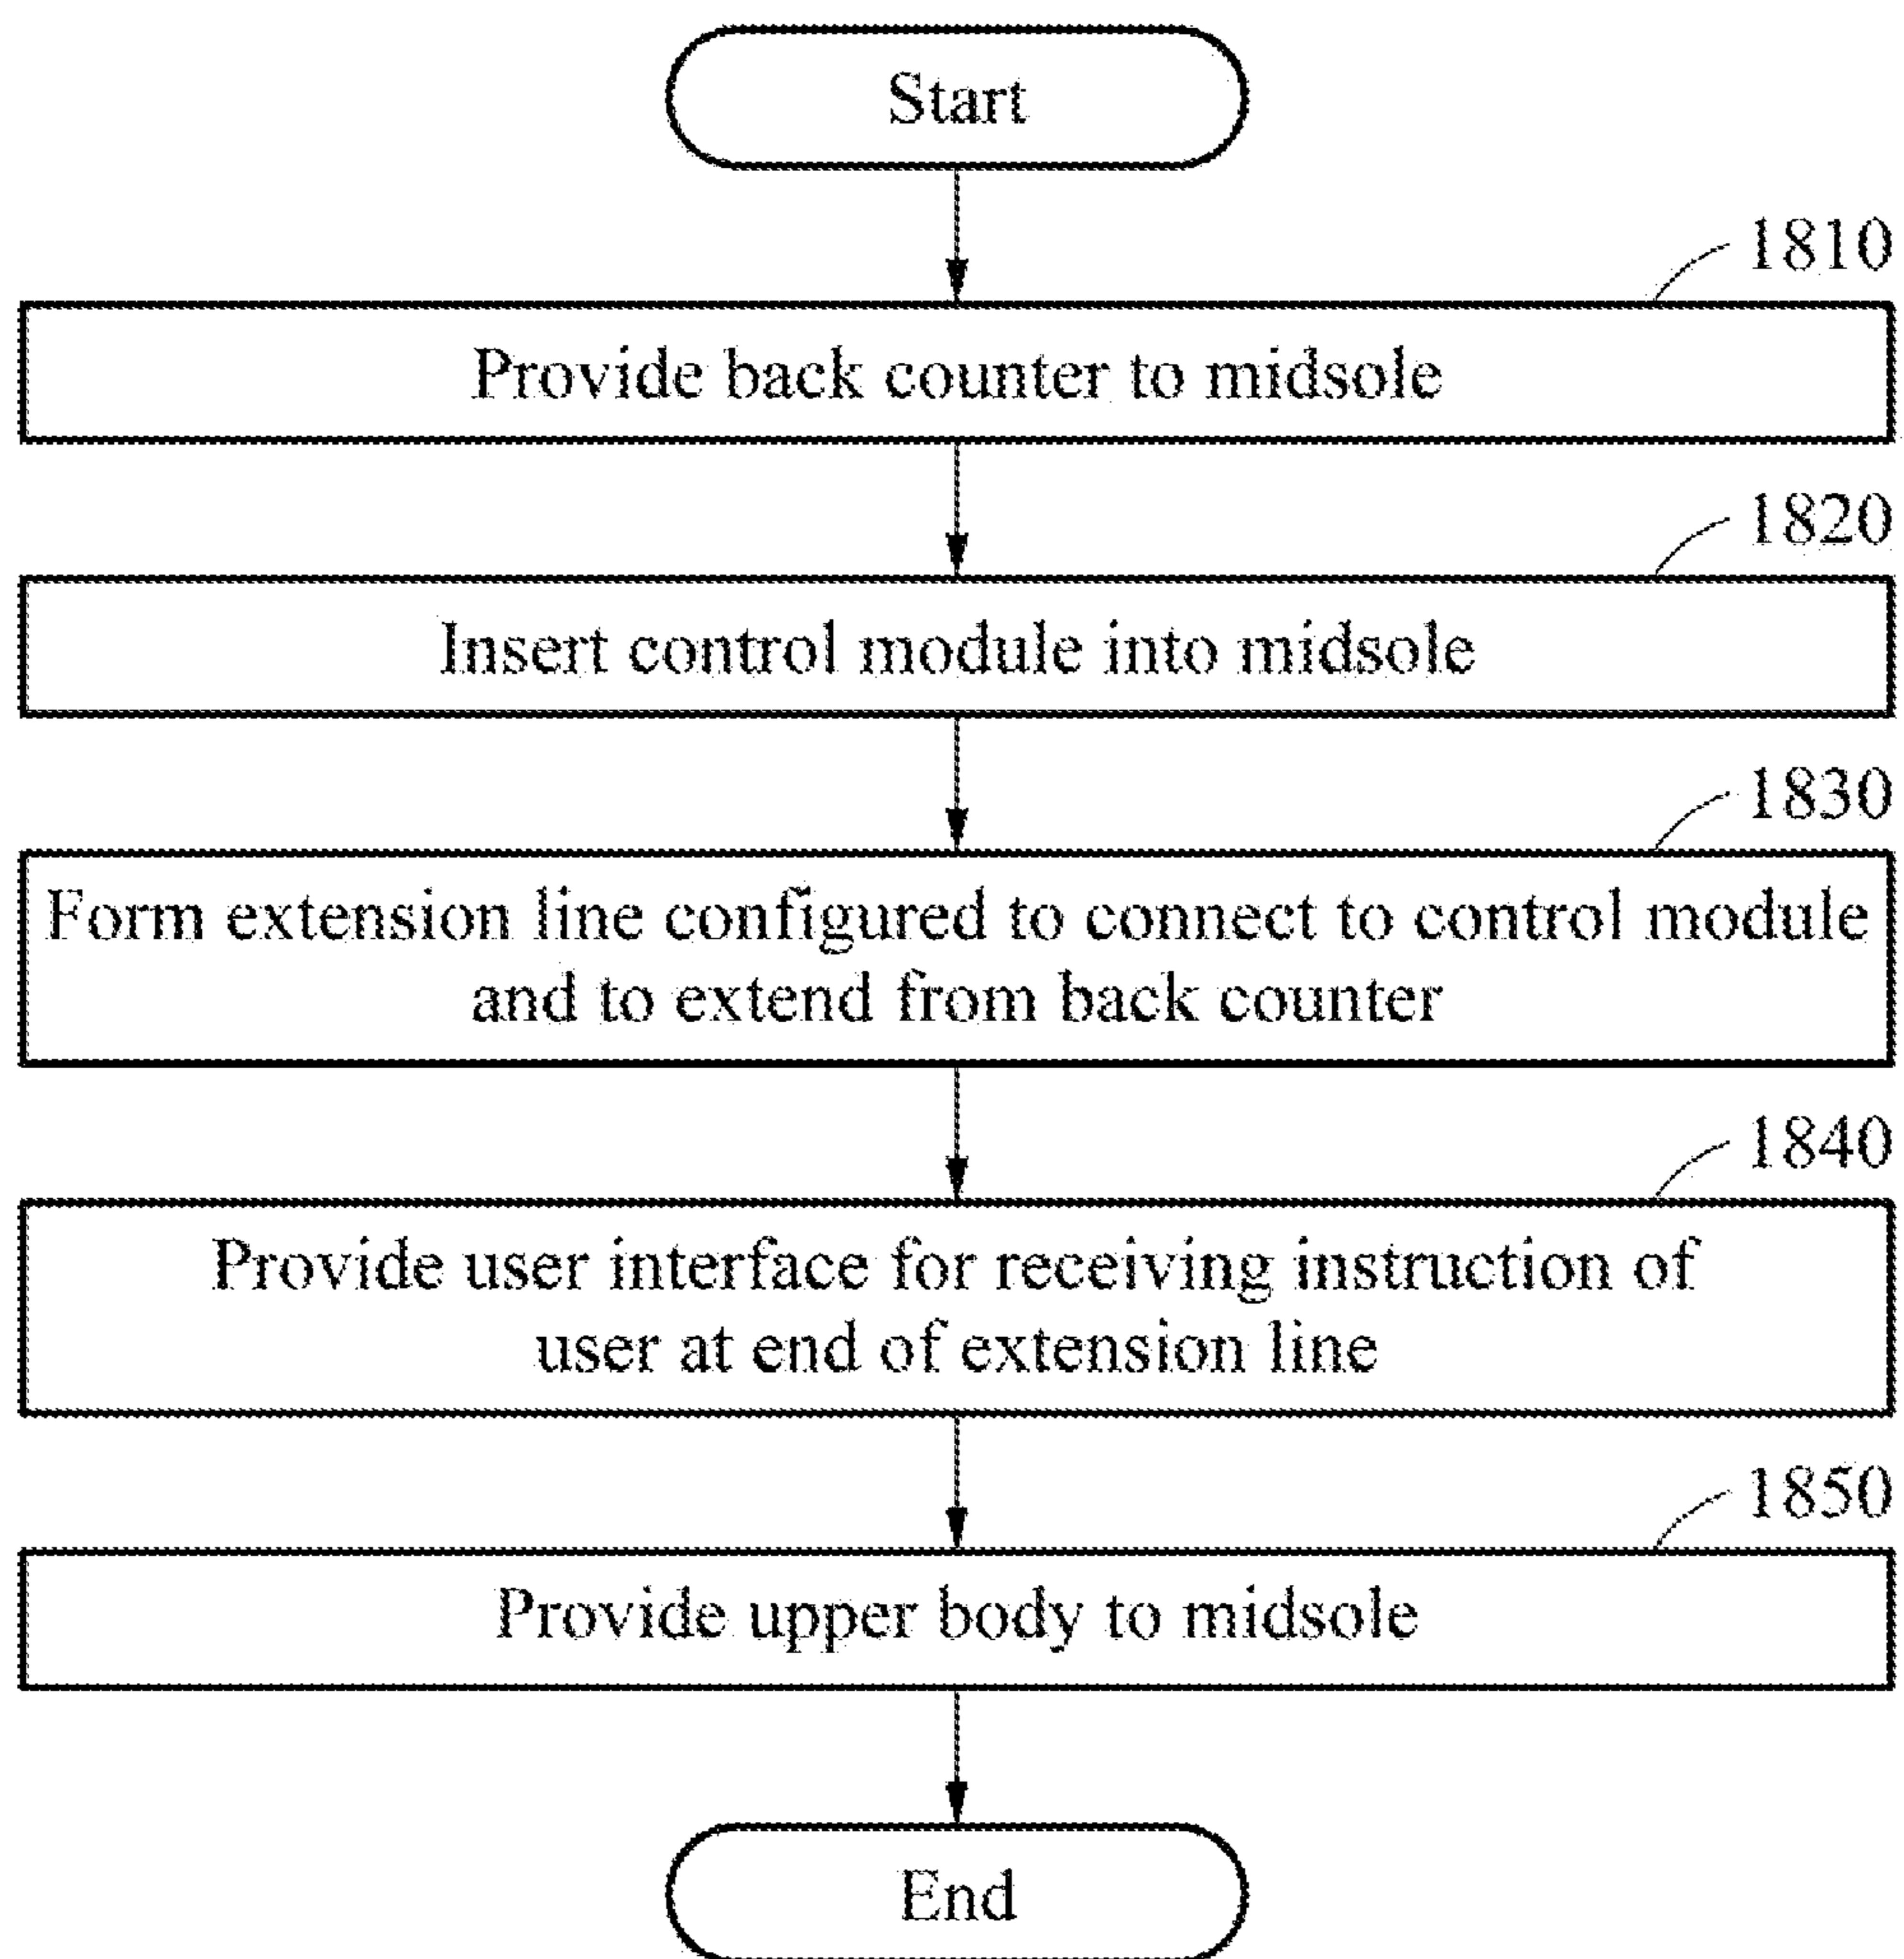 Start
1810
Provide back counter to midsole
1820
Insert control module into midsole
1830
Form extension line configured to connect to control module
and to extend from back counter
1840
Provide user interface for receiving instruction of
user at end of extension line
1850
Provide upper body to midsole
End